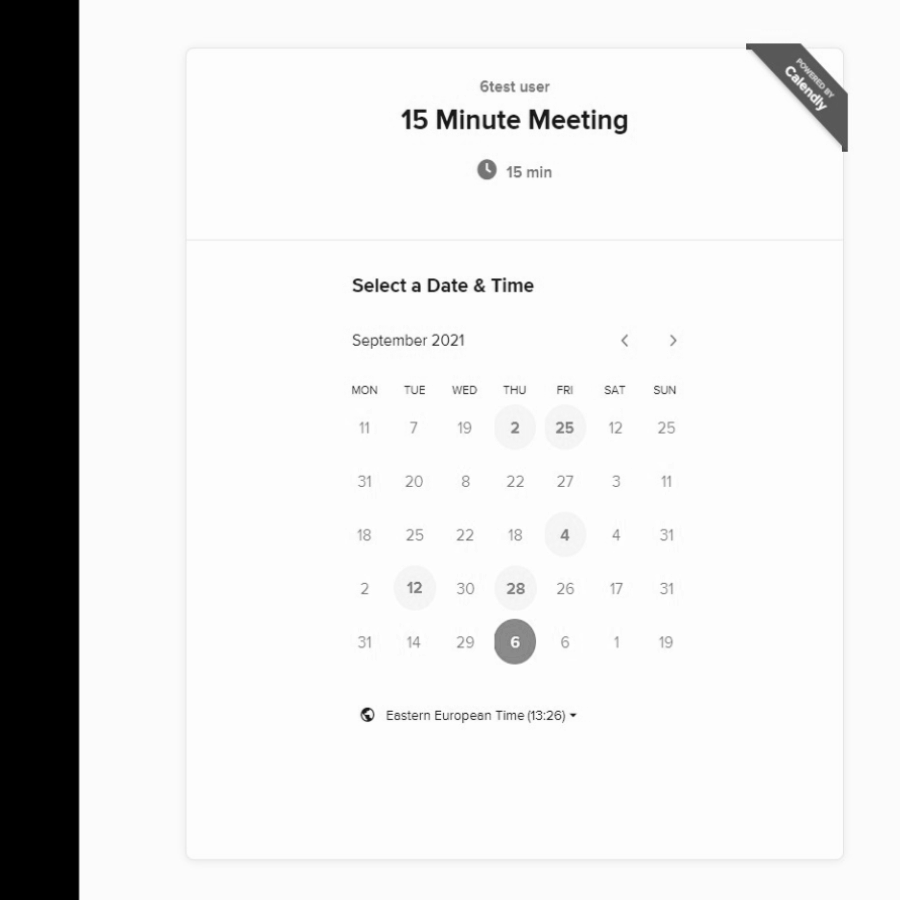 POWERED BY
Calendly
6test user
15 Minute Meeting
15 min
Select a Date & Time
September 2021
MON TUE WED THU FRI SAT SUN
11 7 19 2 25 12 25
31 20 8 22 27 3 11
18 25 22 18 4 4 31
2 12 30 28 26 17 31
31 14 29 6 6 1 19
Eastern European Time (13:26)